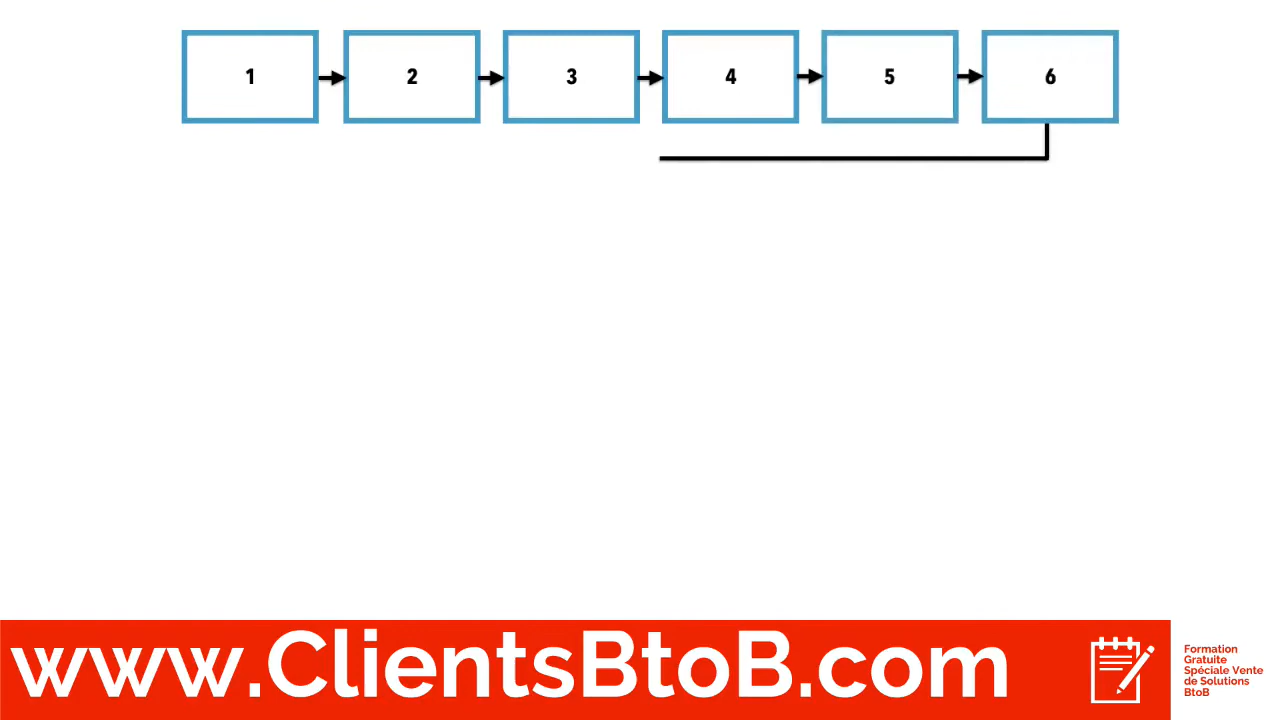 1 2 3 4 5 6
www.ClientsBtoB.com
Formation
Gratuite
Spéciale Vente
de Solutions
BtoB